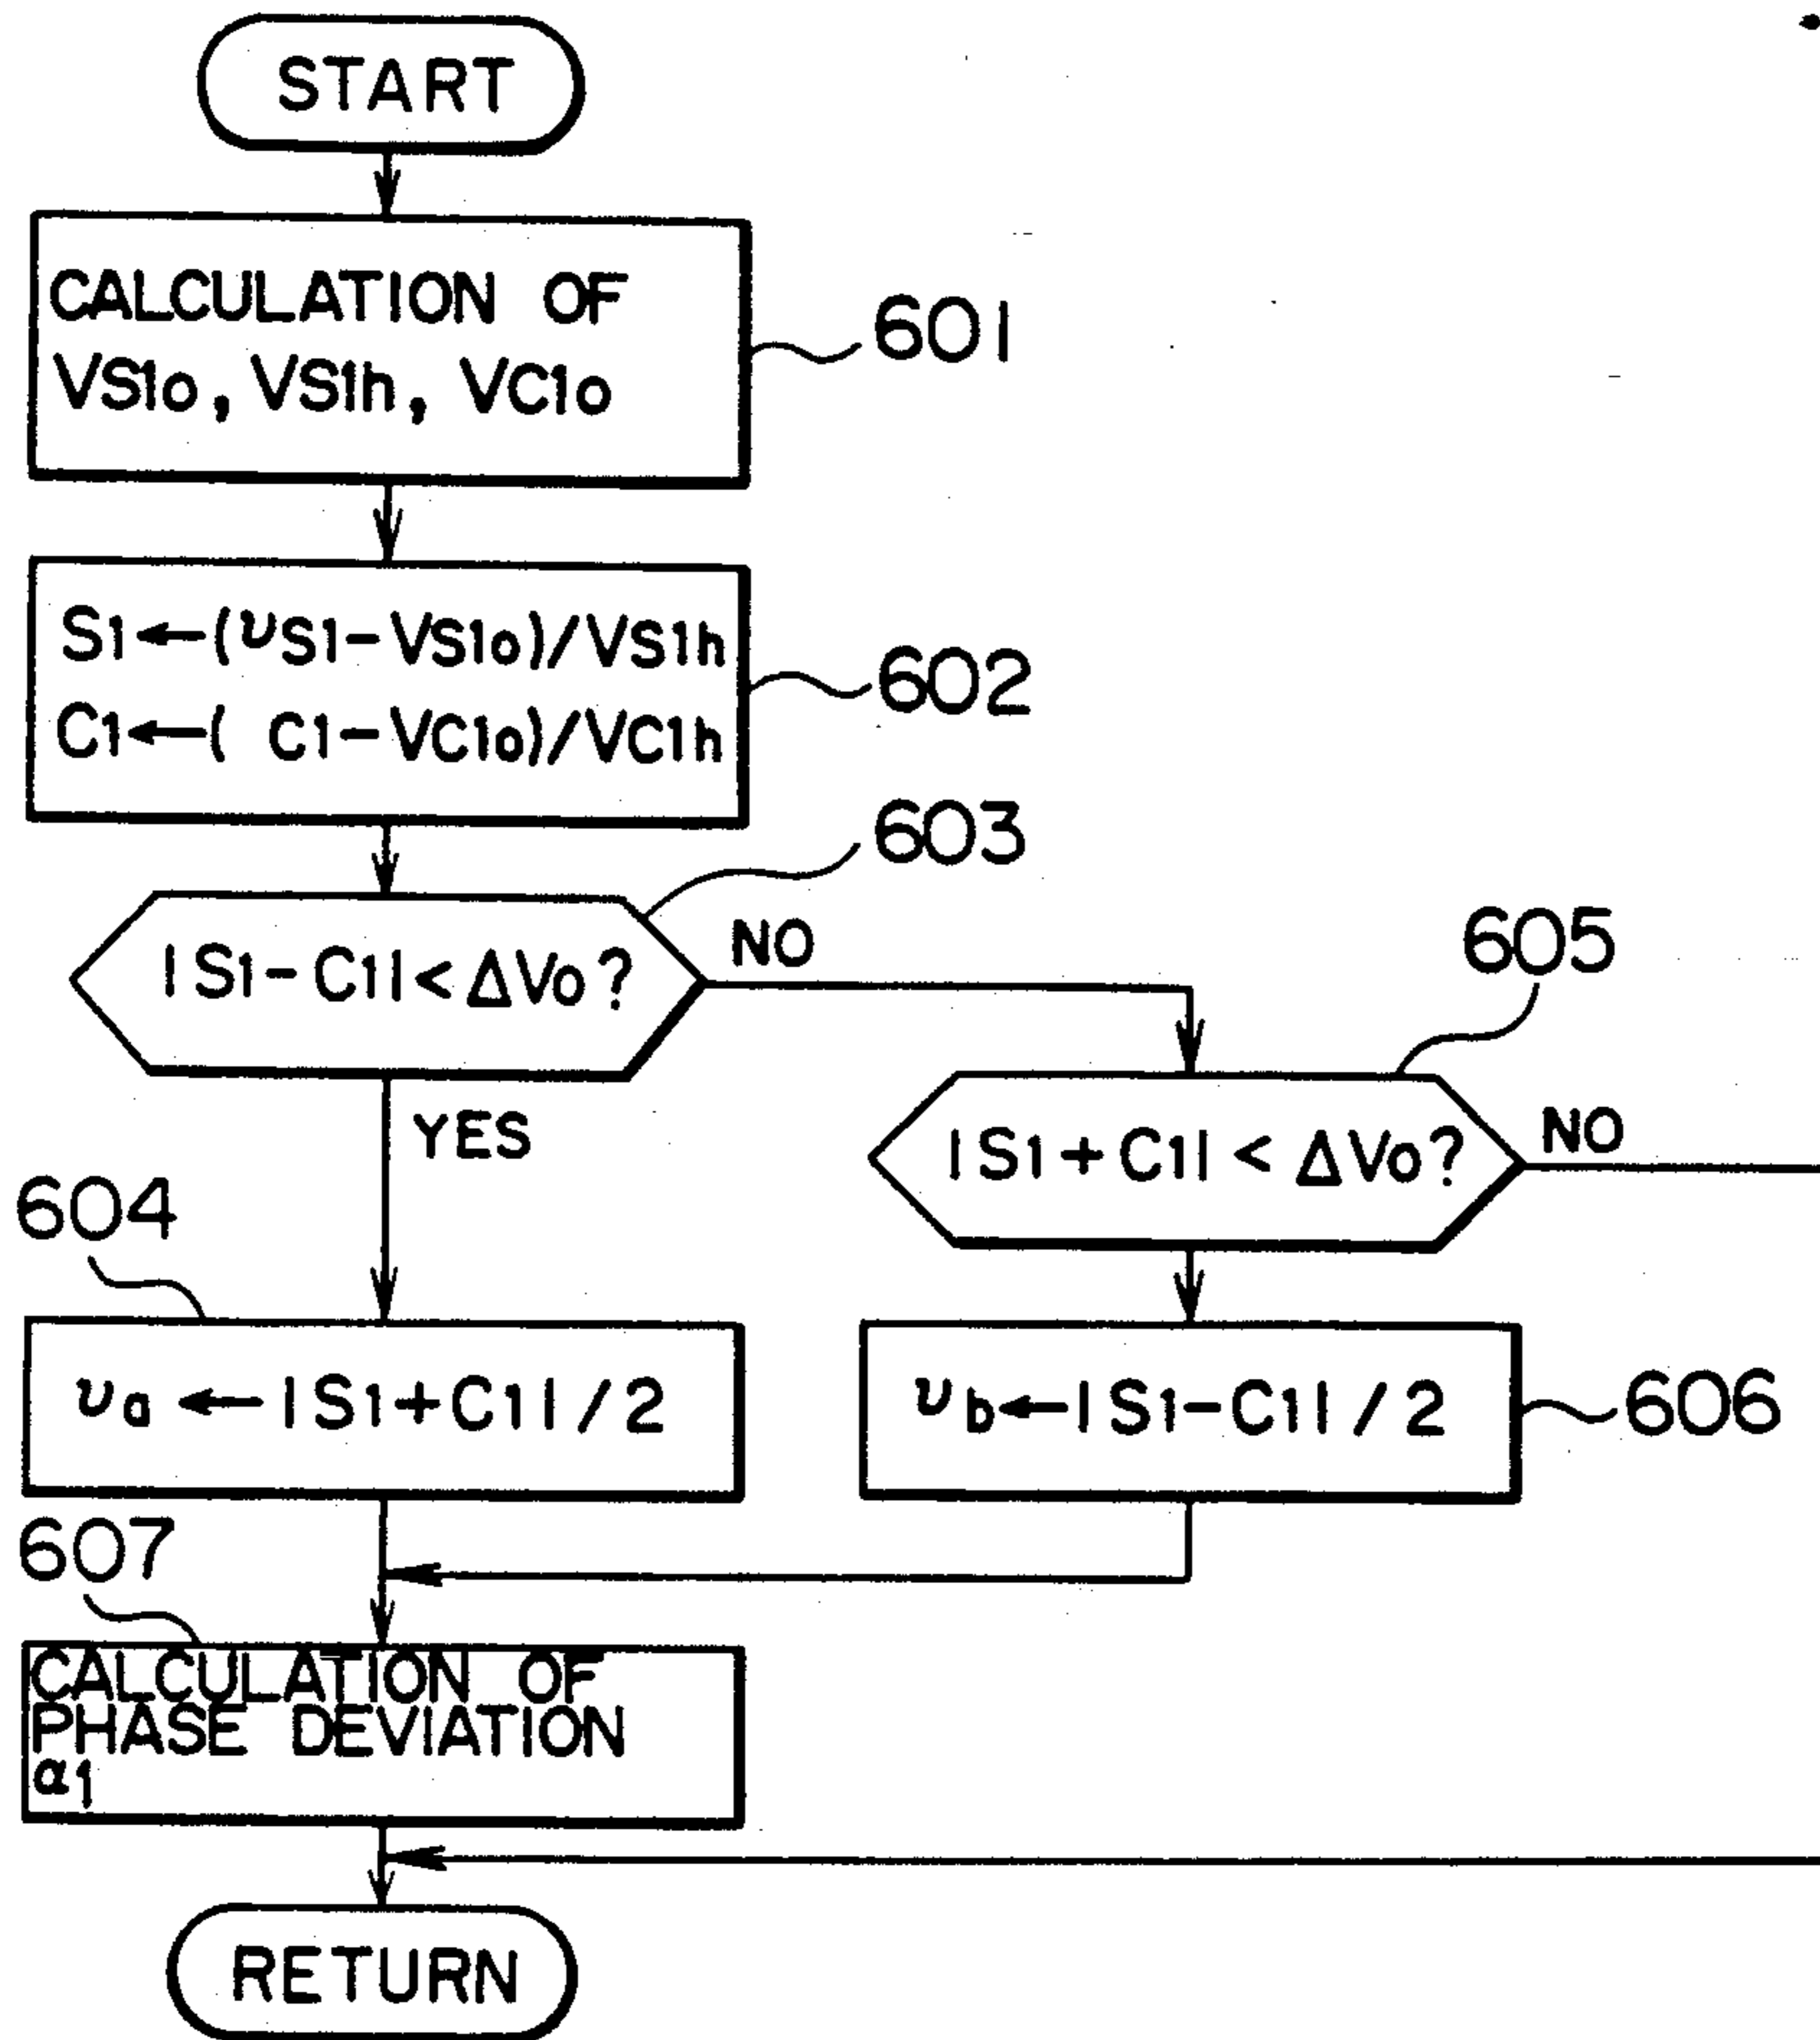 START
CALCULATION OF
VS1o, VS1h, VC1o
601
S1←(υS1−VS1o)/VS1h
C1←( C1−VC1o)/VC1h
602
603
|S1−C1|<ΔVo?
NO
605
YES
|S1+C1|<ΔVo?
NO
604
υa←|S1+C1|/2
υb←|S1−C1|/2
606
607
CALCULATION OF
PHASE DEVIATION
α1
RETURN